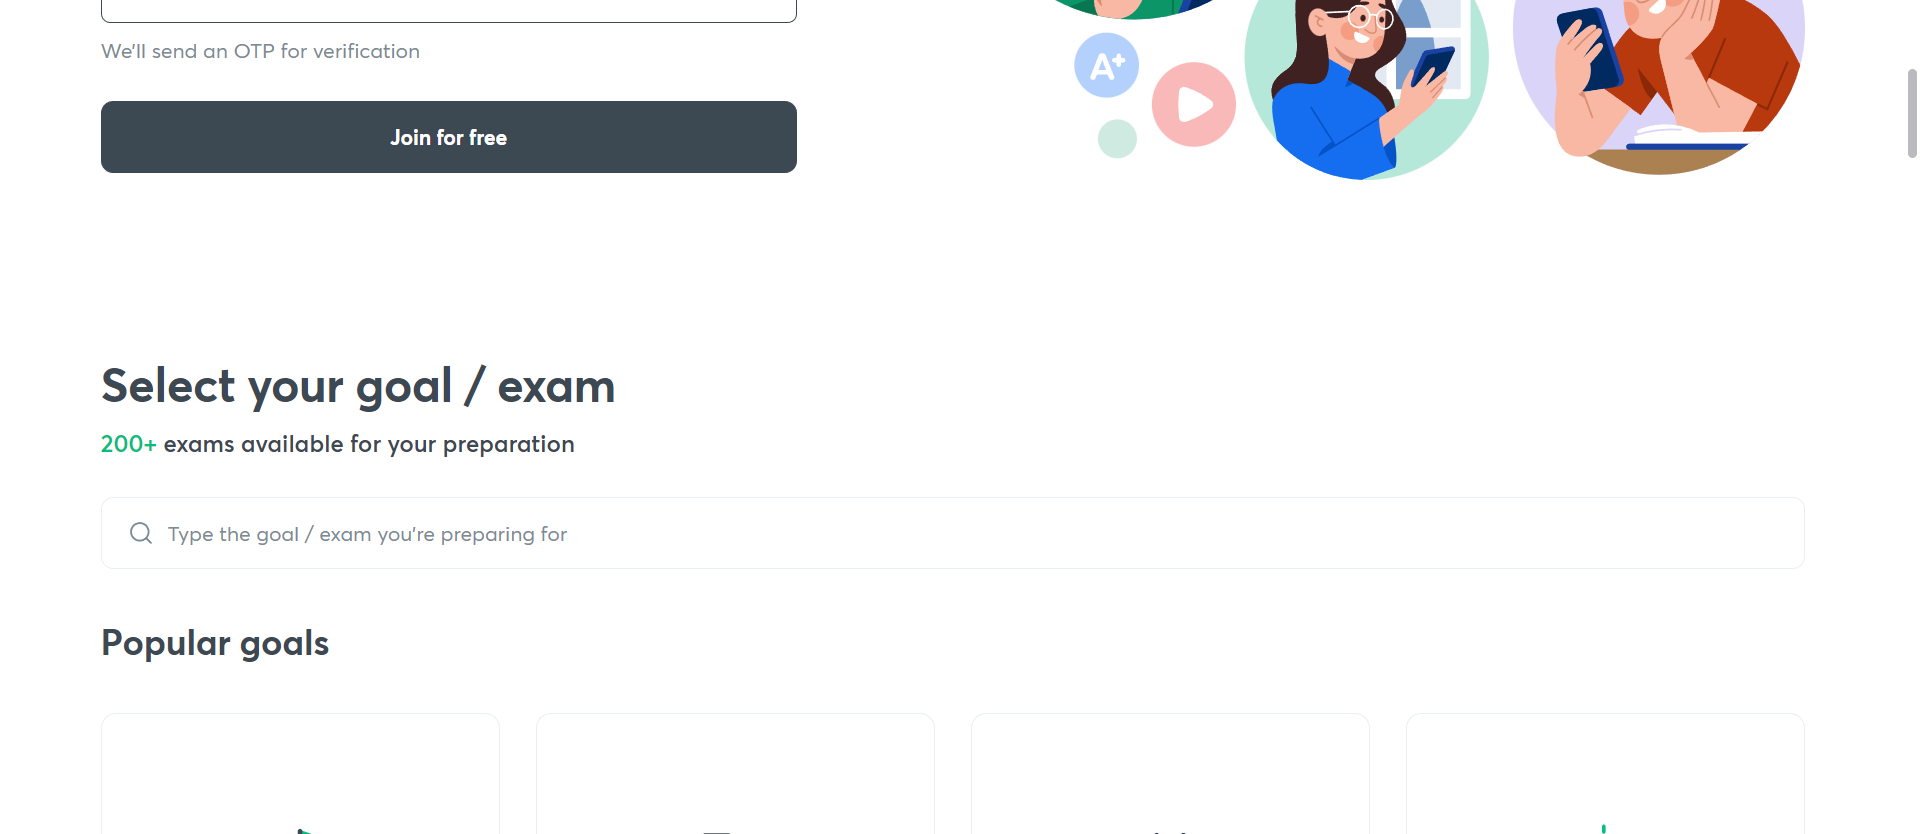 We'll send an OTP for verification
Join for free
A+
Select your goal / exam
200+ exams available for your preparation
Type the goal / exam you're preparing for
Popular goals